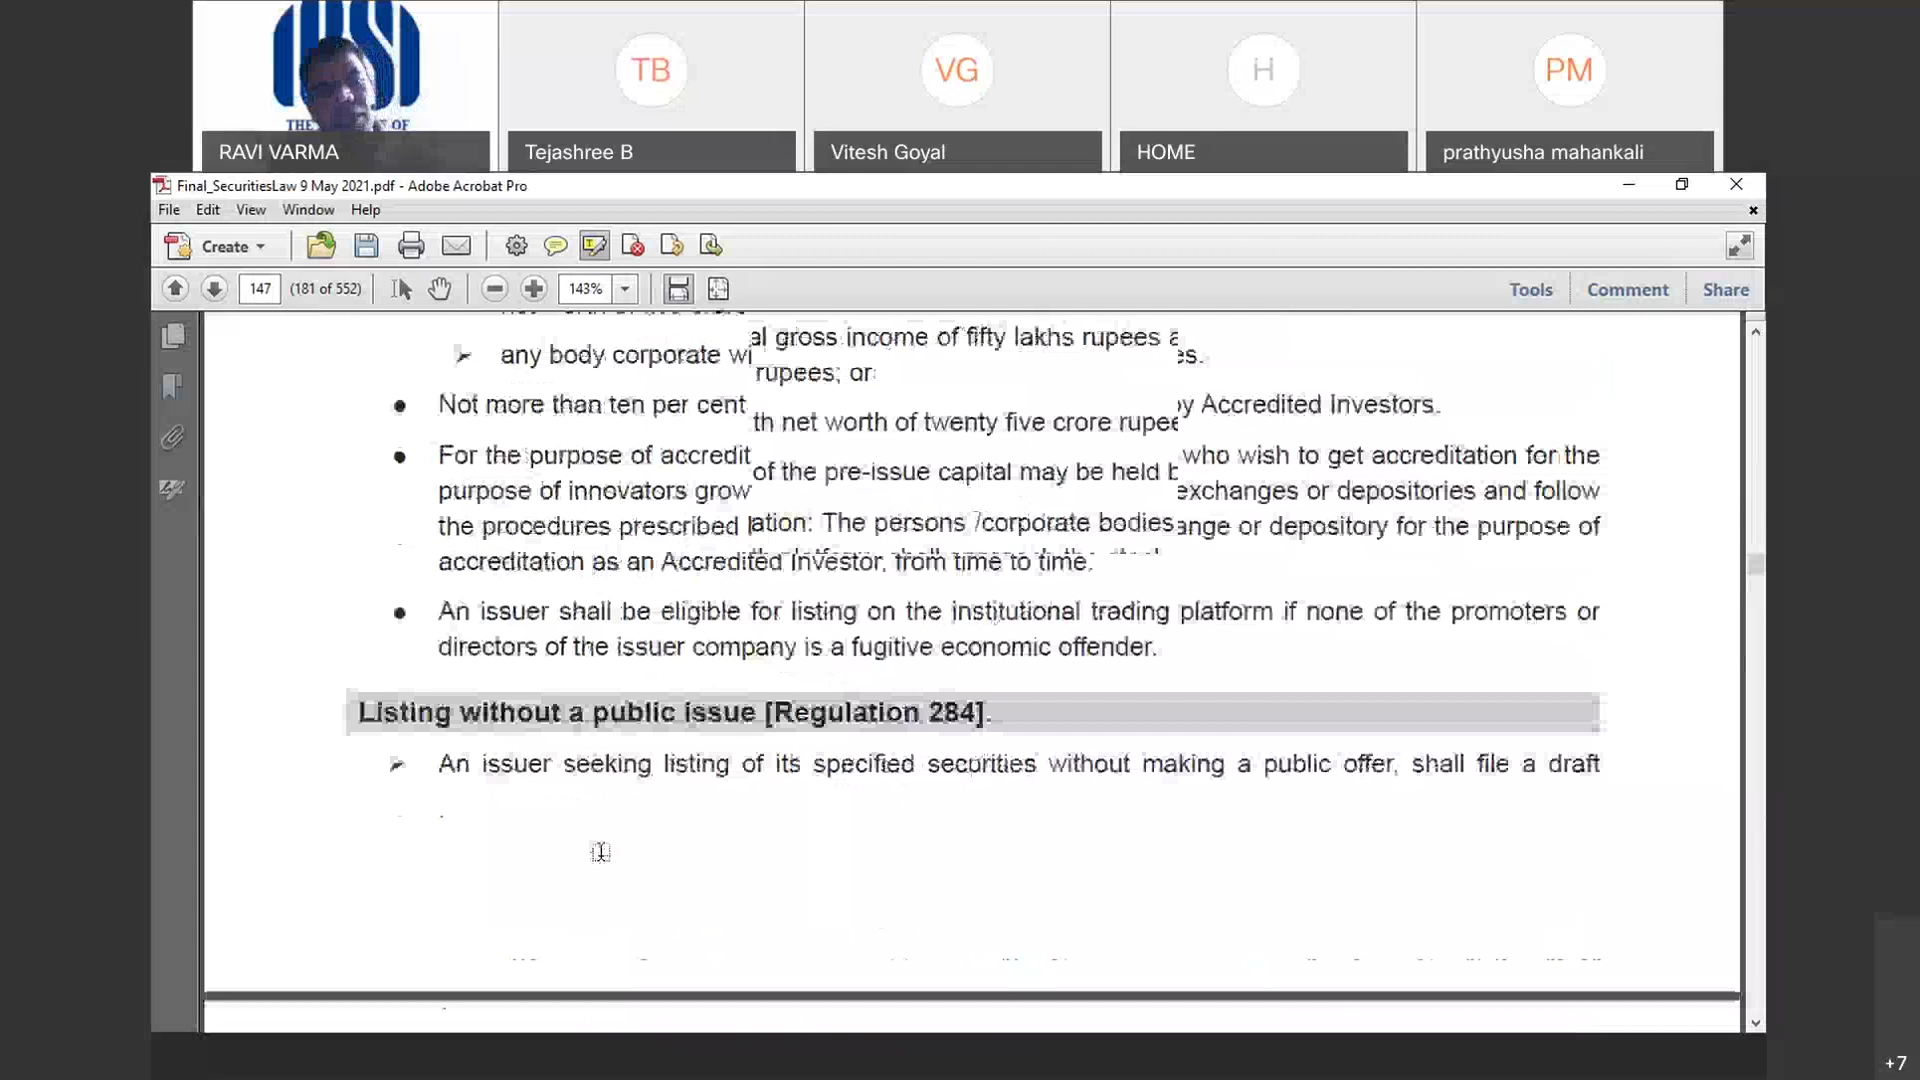 THE OF
RAVI VARMA
TB
Tejashree B
VG
Vitesh Goyal
H
HOME
PM
prathyusha mahankali
Final_SecuritiesLaw 9 May 2021.pdf - Adobe Acrobat Pro
File Edit View Window Help
Create
147 (181 of 552) 143% Tools Comment Share
al gross income of fifty lakhs rupees
any body corporate wi
rupees; or
es.
Not more than ten per cent
y Accredited Investors.
th net worth of twenty five crore rupee
For the purpose of accredit
who wish to get accreditation for the
of the pre-issue capital may be held
purpose of innovators grow
exchanges or depositories and follow
the procedures prescribed
ation: The persons /corporate bodies
ange or depository for the purpose of
accreditation as an Accredited Investor, from time to time.
An issuer shall be eligible for listing on the institutional trading platform if none of the promoters or
directors of the issuer company is a fugitive economic offender.
Listing without a public issue [Regulation 284].
An issuer seeking listing of its specified securities without making a public offer, shall file a draft
+7